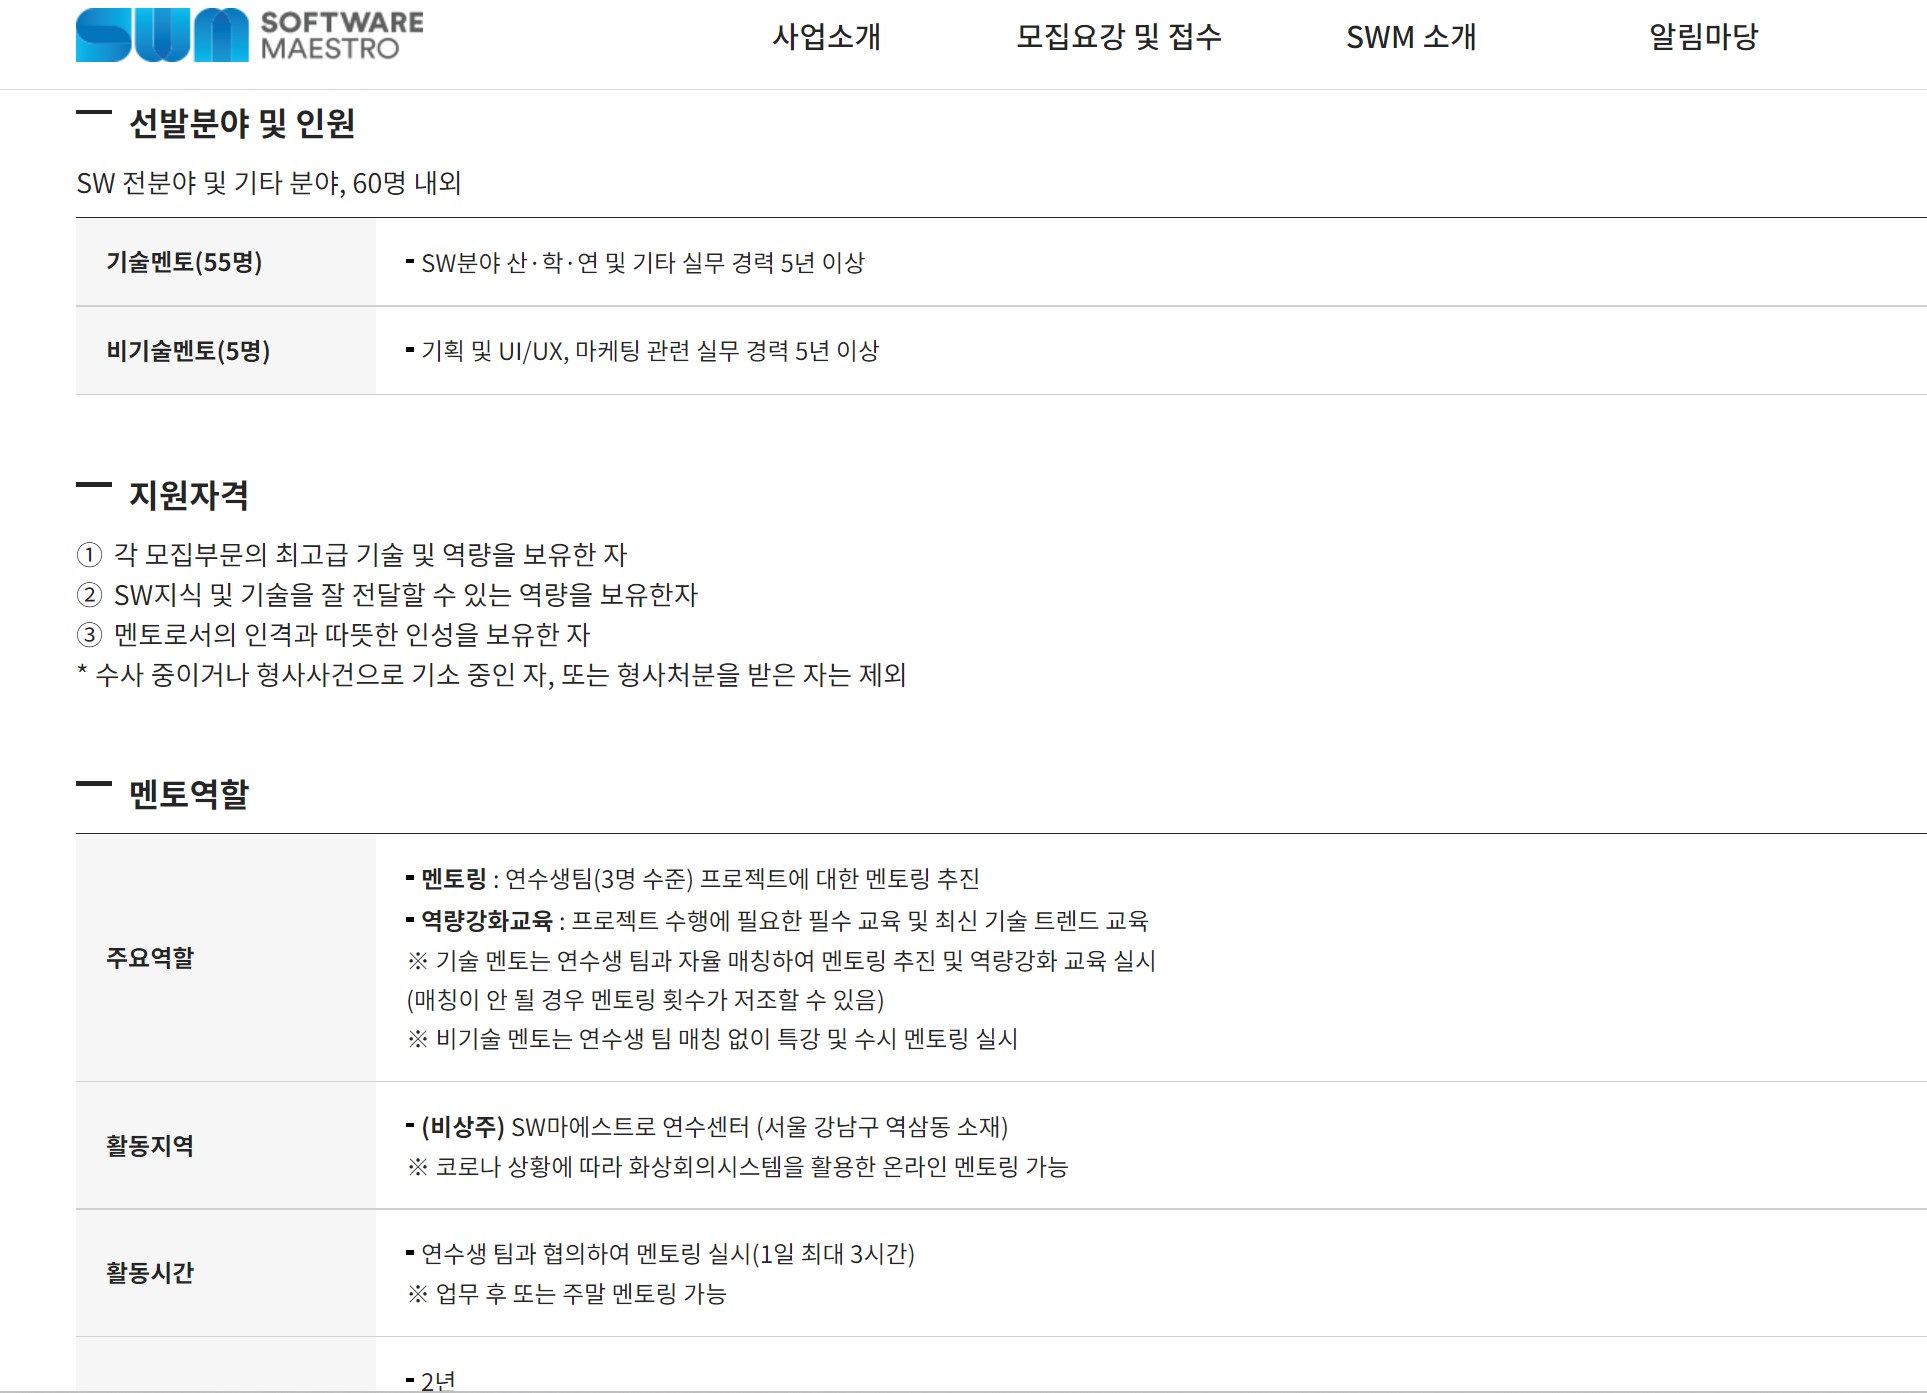 SWM SOFTWARE MAESTRO
사업소개 모집요강 및 접수 SWM 소개 알림마당
선발분야 및 인원
SW 전분야 및 기타 분야, 60명 내외
기술멘토(55명) - SW분야 산·학·연 및 기타 실무 경력 5년 이상
비기술멘토(5명) - 기획 및 UI/UX, 마케팅 관련 실무 경력 5년 이상
지원자격
① 각 모집부문의 최고급 기술 및 역량을 보유한 자
② SW지식 및 기술을 잘 전달할 수 있는 역량을 보유한자
③ 멘토로서의 인격과 따뜻한 인성을 보유한 자
* 수사 중이거나 형사사건으로 기소 중인 자, 또는 형사처분을 받은 자는 제외
멘토역할
주요역할
- 멘토링 : 연수생팀(3명 수준) 프로젝트에 대한 멘토링 추진
- 역량강화교육 : 프로젝트 수행에 필요한 필수 교육 및 최신 기술 트렌드 교육
※ 기술 멘토는 연수생 팀과 자율 매칭하여 멘토링 추진 및 역량강화 교육 실시
(매칭이 안 될 경우 멘토링 횟수가 저조할 수 있음)
※ 비기술 멘토는 연수생 팀 매칭 없이 특강 및 수시 멘토링 실시
활동지역
- (비상주) SW마에스트로 연수센터 (서울 강남구 역삼동 소재)
※ 코로나 상황에 따라 화상회의시스템을 활용한 온라인 멘토링 가능
활동시간
- 연수생 팀과 협의하여 멘토링 실시(1일 최대 3시간)
※ 업무 후 또는 주말 멘토링 가능
- 2년